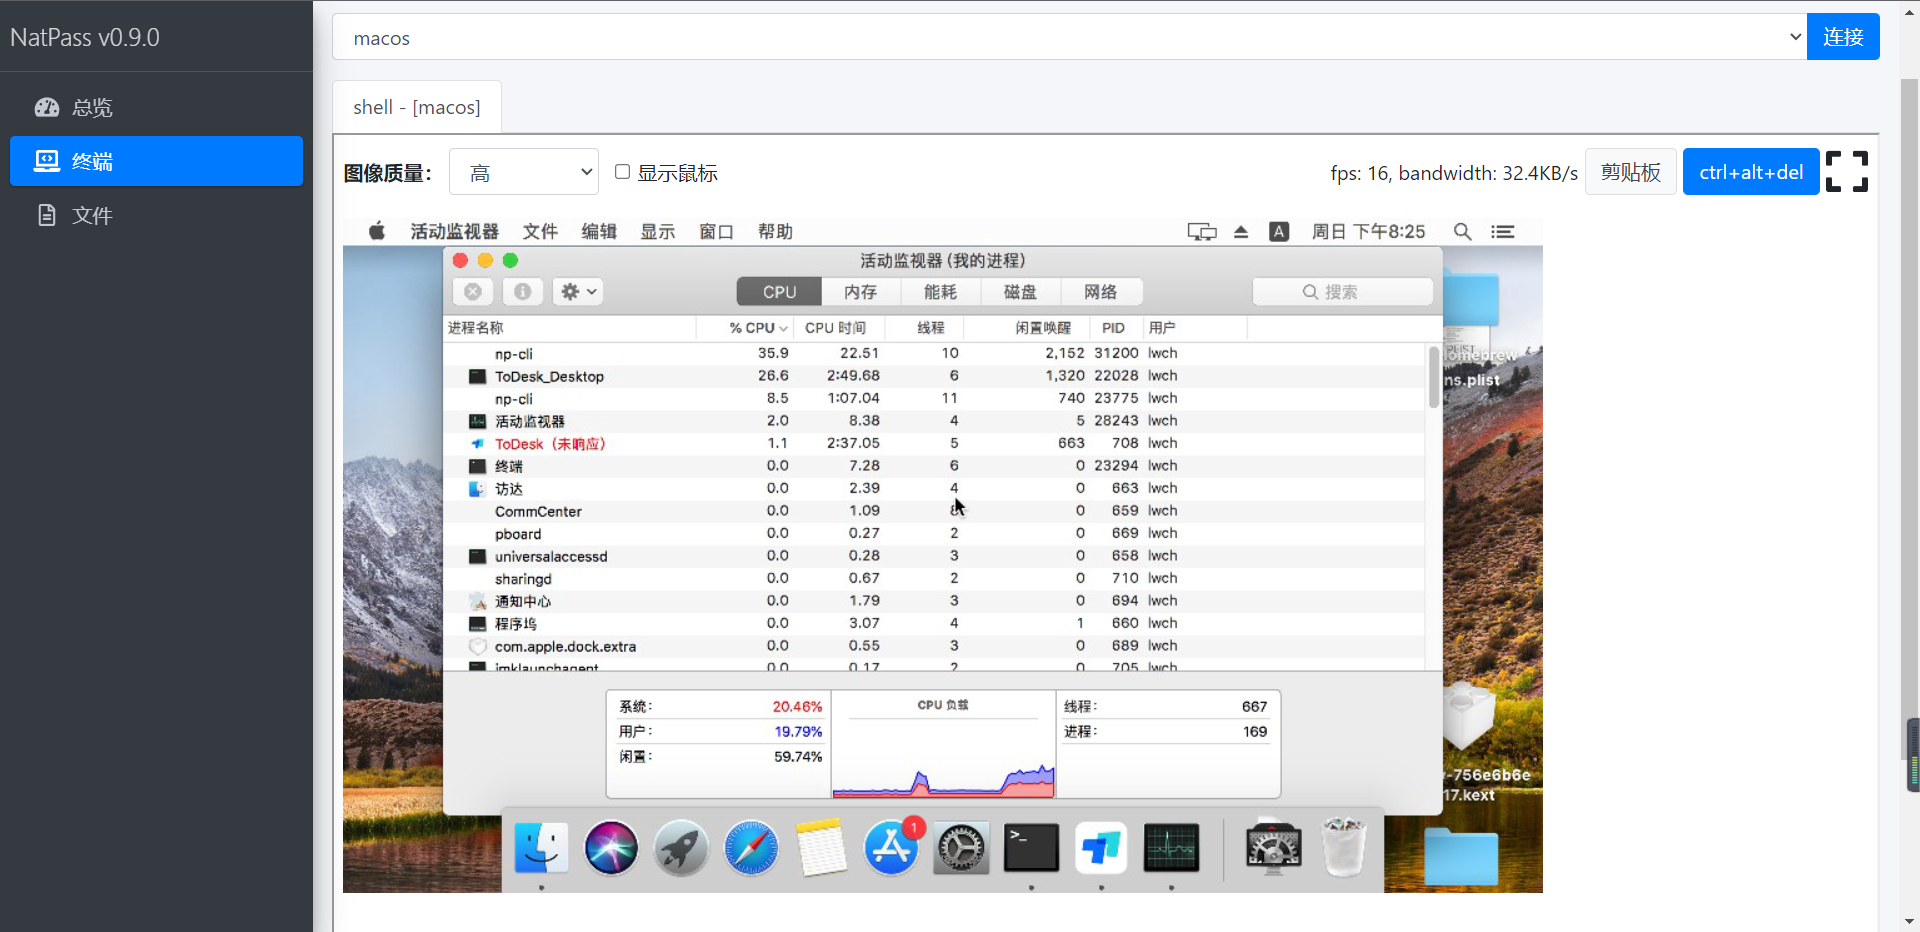 NatPass v0.9.0
总览
终端
文件
macos
连接
shell - [macos]
图像质量：
高
显示鼠标
fps: 16, bandwidth: 32.4KB/s
剪贴板
ctrl+alt+del
活动监视器 文件 编辑 显示 窗口 帮助
A 周日 下午8:25
活动监视器 (我的进程)
CPU 内存 能耗 磁盘 网络
搜索
进程名称 % CPU CPU 时间 线程 闲置唤醒 PID 用户
np-cli 35.9 22.51 10 2,152 31200 lwch
ToDesk_Desktop 26.6 2:49.68 6 1,320 22028 lwch
np-cli 8.5 1:07.04 11 740 23775 lwch
活动监视器 2.0 8.38 4 5 28243 lwch
ToDesk（未响应） 1.1 2:37.05 5 663 708 lwch
终端 0.0 7.28 6 0 23294 lwch
访达 0.0 2.39 4 0 663 lwch
CommCenter 0.0 1.09 0 659 lwch
pboard 0.0 0.27 2 0 669 lwch
universalaccessd 0.0 0.28 3 0 658 lwch
sharingd 0.0 0.67 2 0 710 lwch
通知中心 0.0 1.79 3 0 694 lwch
程序坞 0.0 3.07 4 1 660 lwch
com.apple.dock.extra 0.0 0.55 3 0 689 lwch
imklaunchagent 0.0 0.17 2 0 705 lwch
系统： 20.46%
用户： 19.79%
闲置： 59.74%
CPU 负载
线程： 667
进程： 169
omebrew
ns.plist
-756e6b6e
17.kext
1
>_